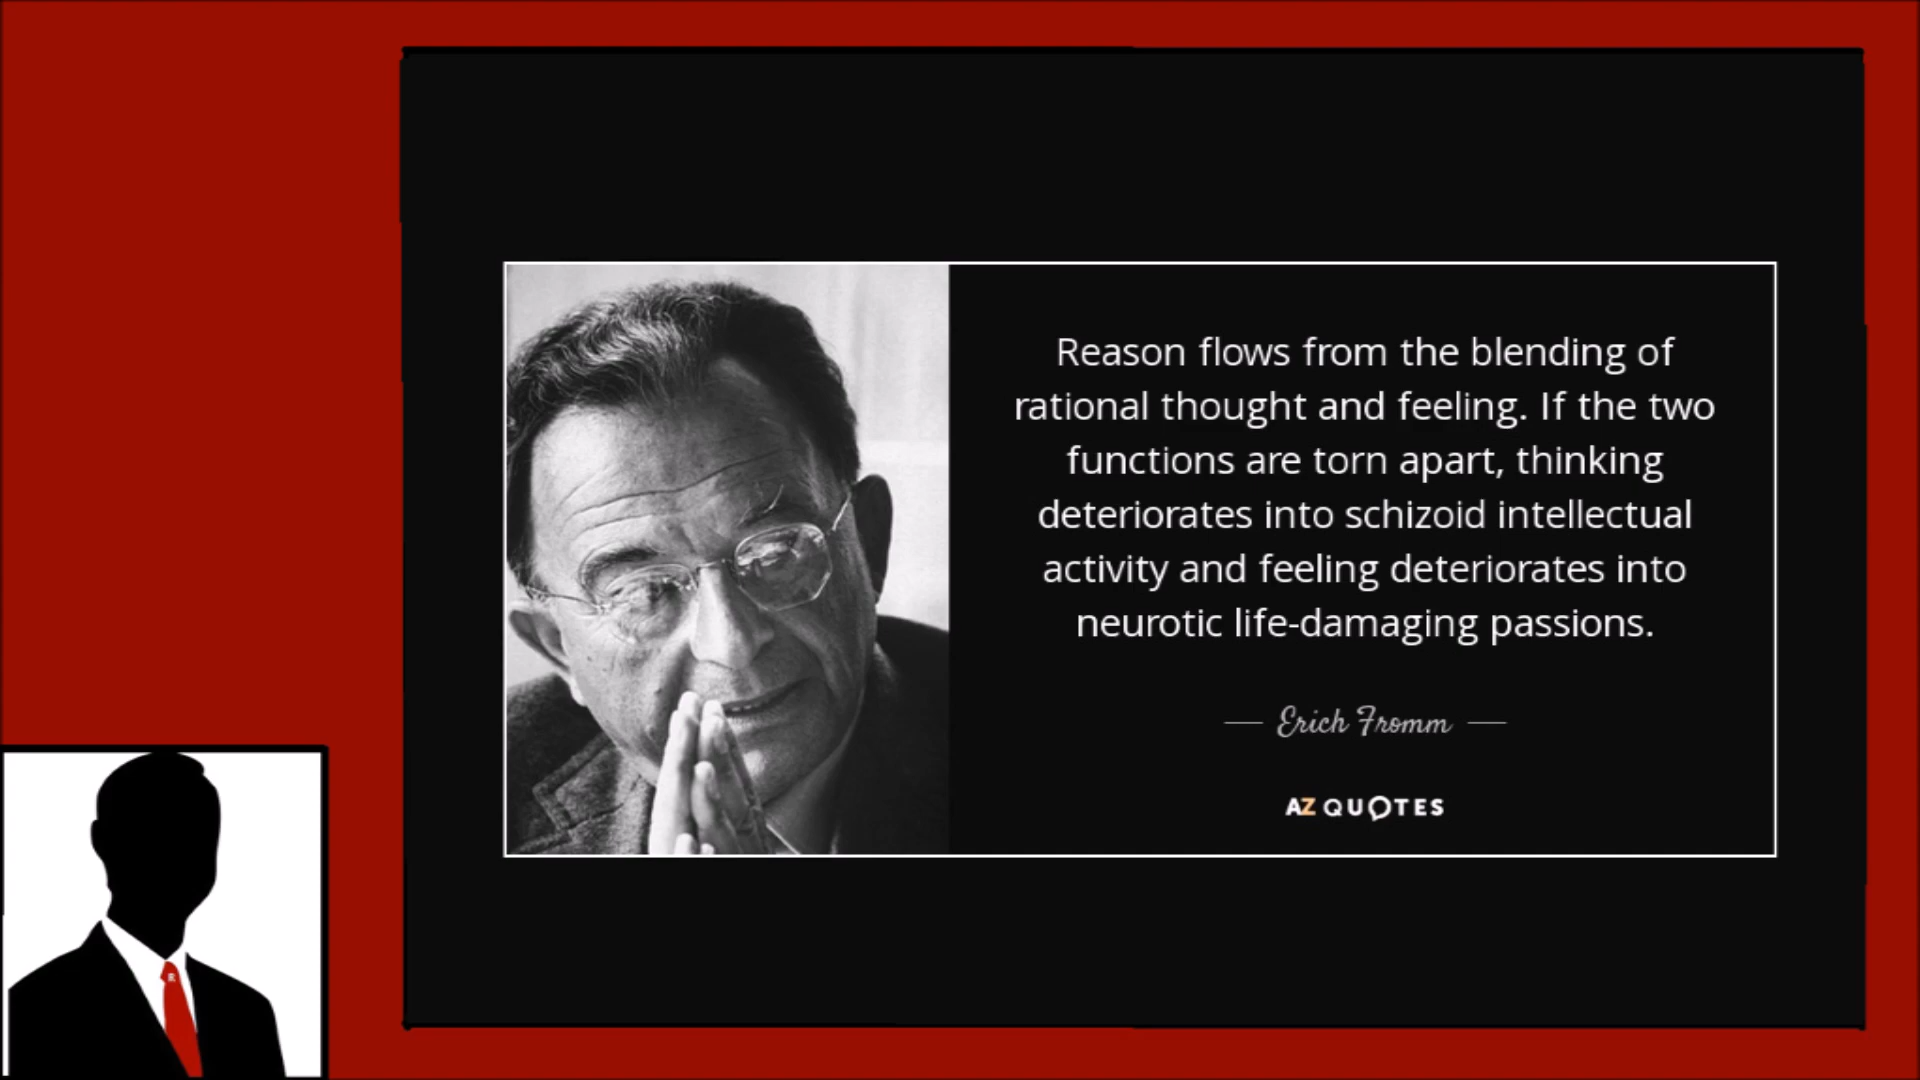 Reason flows from the blending of
rational thought and feeling. If the two
functions are torn apart, thinking
deteriorates into schizoid intellectual
activity and feeling deteriorates into
neurotic life-damaging passions.
Erich Fromm
AZ QUOTES
R